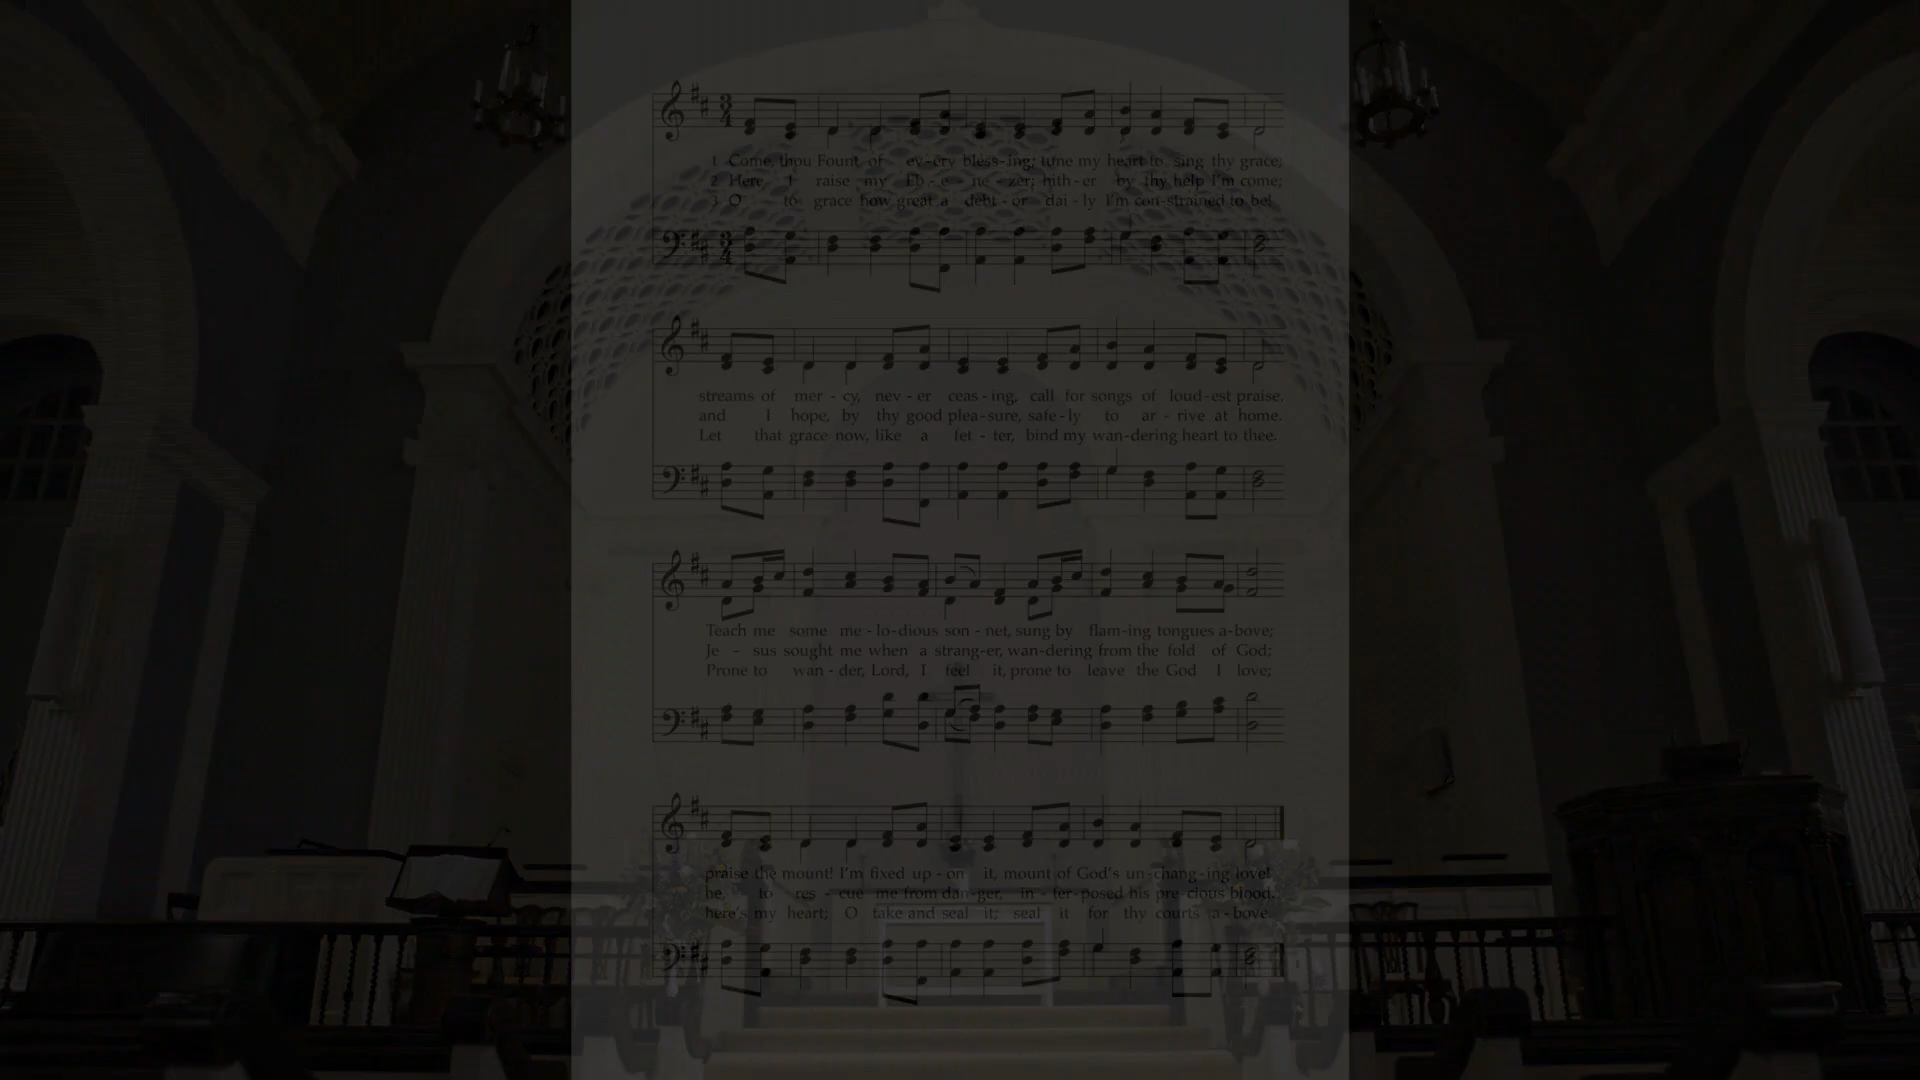 1 Come, thou Fount of ev-ery bless-ing; tune my heart to sing thy grace;
2 Here I raise my Eb-e-ne-zer; hith-er by thy help I'm come;
3 O to grace how great a debt-or dai-ly I'm con-strained to be!
streams of mer-cy, nev-er ceas-ing, call for songs of loud-est praise.
and I hope, by thy good plea-sure, safe-ly to ar-rive at home.
Let that grace now, like a fet-ter, bind my wan-dering heart to thee.
Teach me some me-lo-dious son-net, sung by flam-ing tongues a-bove;
Je-sus sought me when a strang-er, wan-dering from the fold of God;
Prone to wan-der, Lord, I feel it, prone to leave the God I love;
praise the mount! I'm fixed up-on it, mount of God's un-chang-ing love!
he, to res-cue me from dan-ger, in-ter-posed his pre-cious blood.
here's my heart; O take and seal it; seal it for thy courts a-bove.